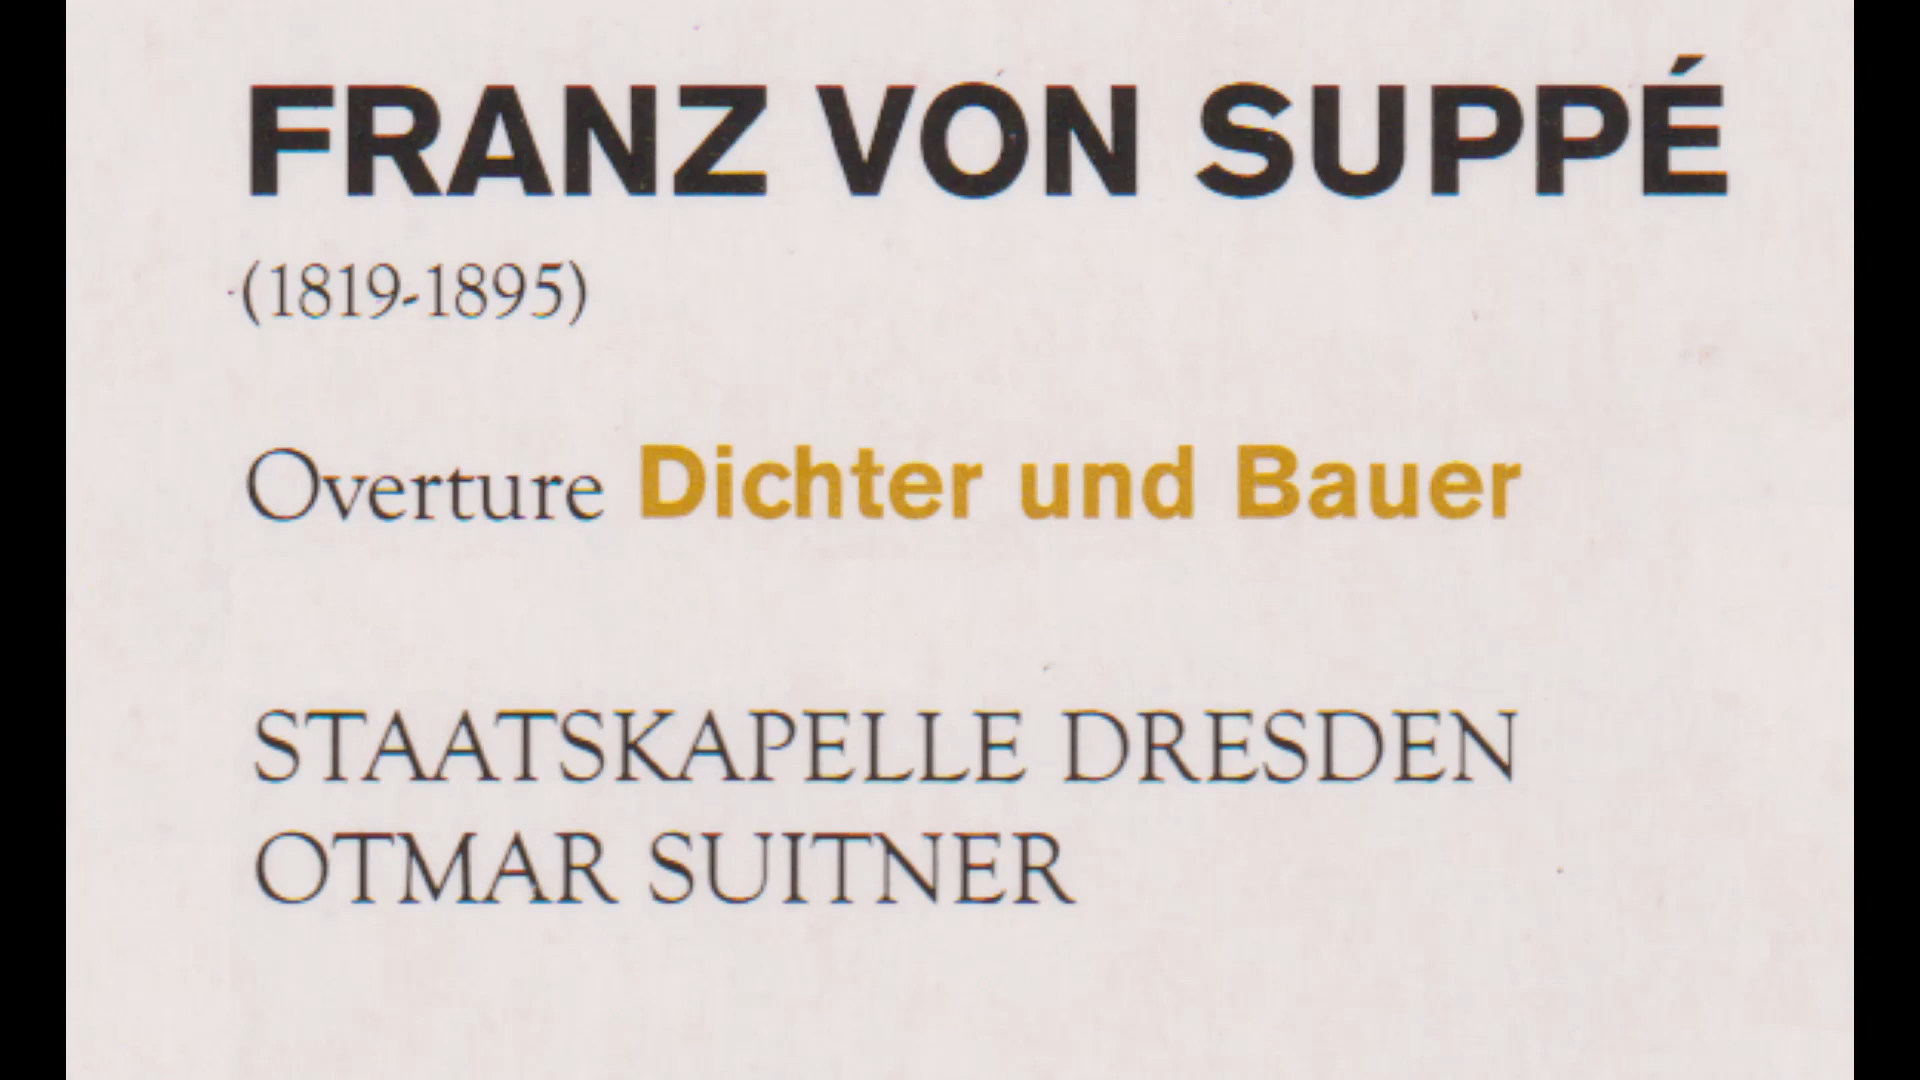 FRANZ VON SUPPÉ
(1819-1895)
Overture Dichter und Bauer
STAATSKAPELLE DRESDEN
OTMAR SUITNER